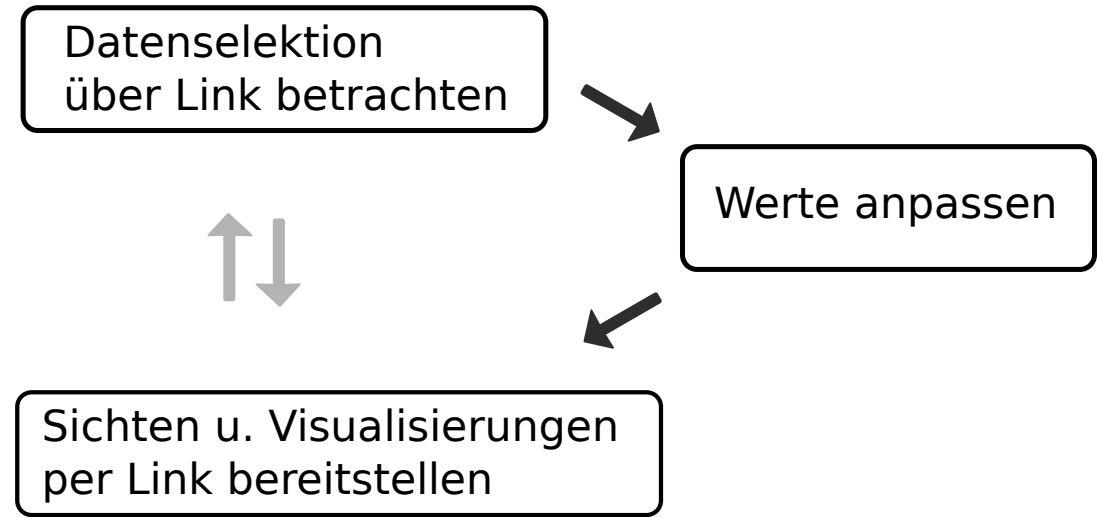 Datenselektion
über Link betrachten
Werte anpassen
Sichten u. Visualisierungen
per Link bereitstellen